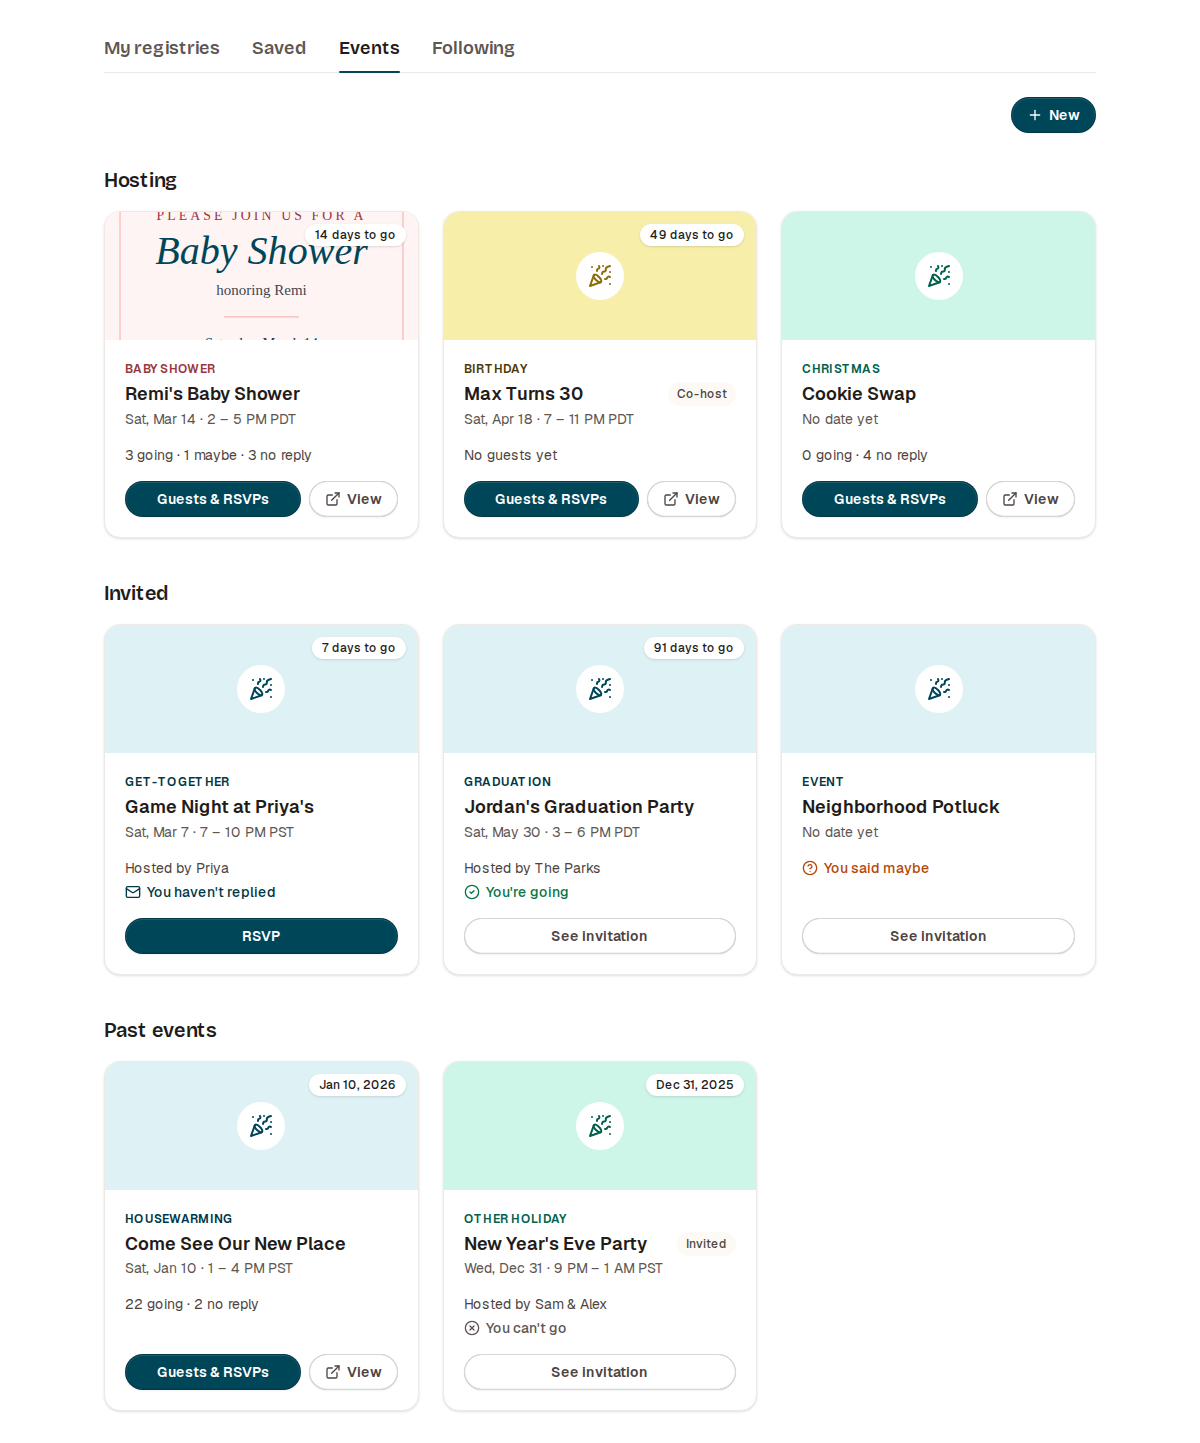 My registries
Saved
Events
Following
New
Hosting
PLEASE JOIN US FOR A
14 days to go
Baby Shower
honoring Remi
BABY SHOWER
Remi's Baby Shower
Sat, Mar 14 · 2 – 5 PM PDT
3 going · 1 maybe · 3 no reply
Guests & RSVPs
View
49 days to go
BIRTHDAY
Max Turns 30
Co-host
Sat, Apr 18 · 7 – 11 PM PDT
No guests yet
Guests & RSVPs
View
CHRISTMAS
Cookie Swap
No date yet
0 going · 4 no reply
Guests & RSVPs
View
Invited
7 days to go
GET-TOGETHER
Game Night at Priya's
Sat, Mar 7 · 7 – 10 PM PST
Hosted by Priya
You haven't replied
RSVP
91 days to go
GRADUATION
Jordan's Graduation Party
Sat, May 30 · 3 – 6 PM PDT
Hosted by The Parks
You're going
See invitation
EVENT
Neighborhood Potluck
No date yet
You said maybe
See invitation
Past events
Jan 10, 2026
HOUSEWARMING
Come See Our New Place
Sat, Jan 10 · 1 – 4 PM PST
22 going · 2 no reply
Guests & RSVPs
View
Dec 31, 2025
OTHER HOLIDAY
New Year's Eve Party
Invited
Wed, Dec 31 · 9 PM – 1 AM PST
Hosted by Sam & Alex
You can't go
See invitation